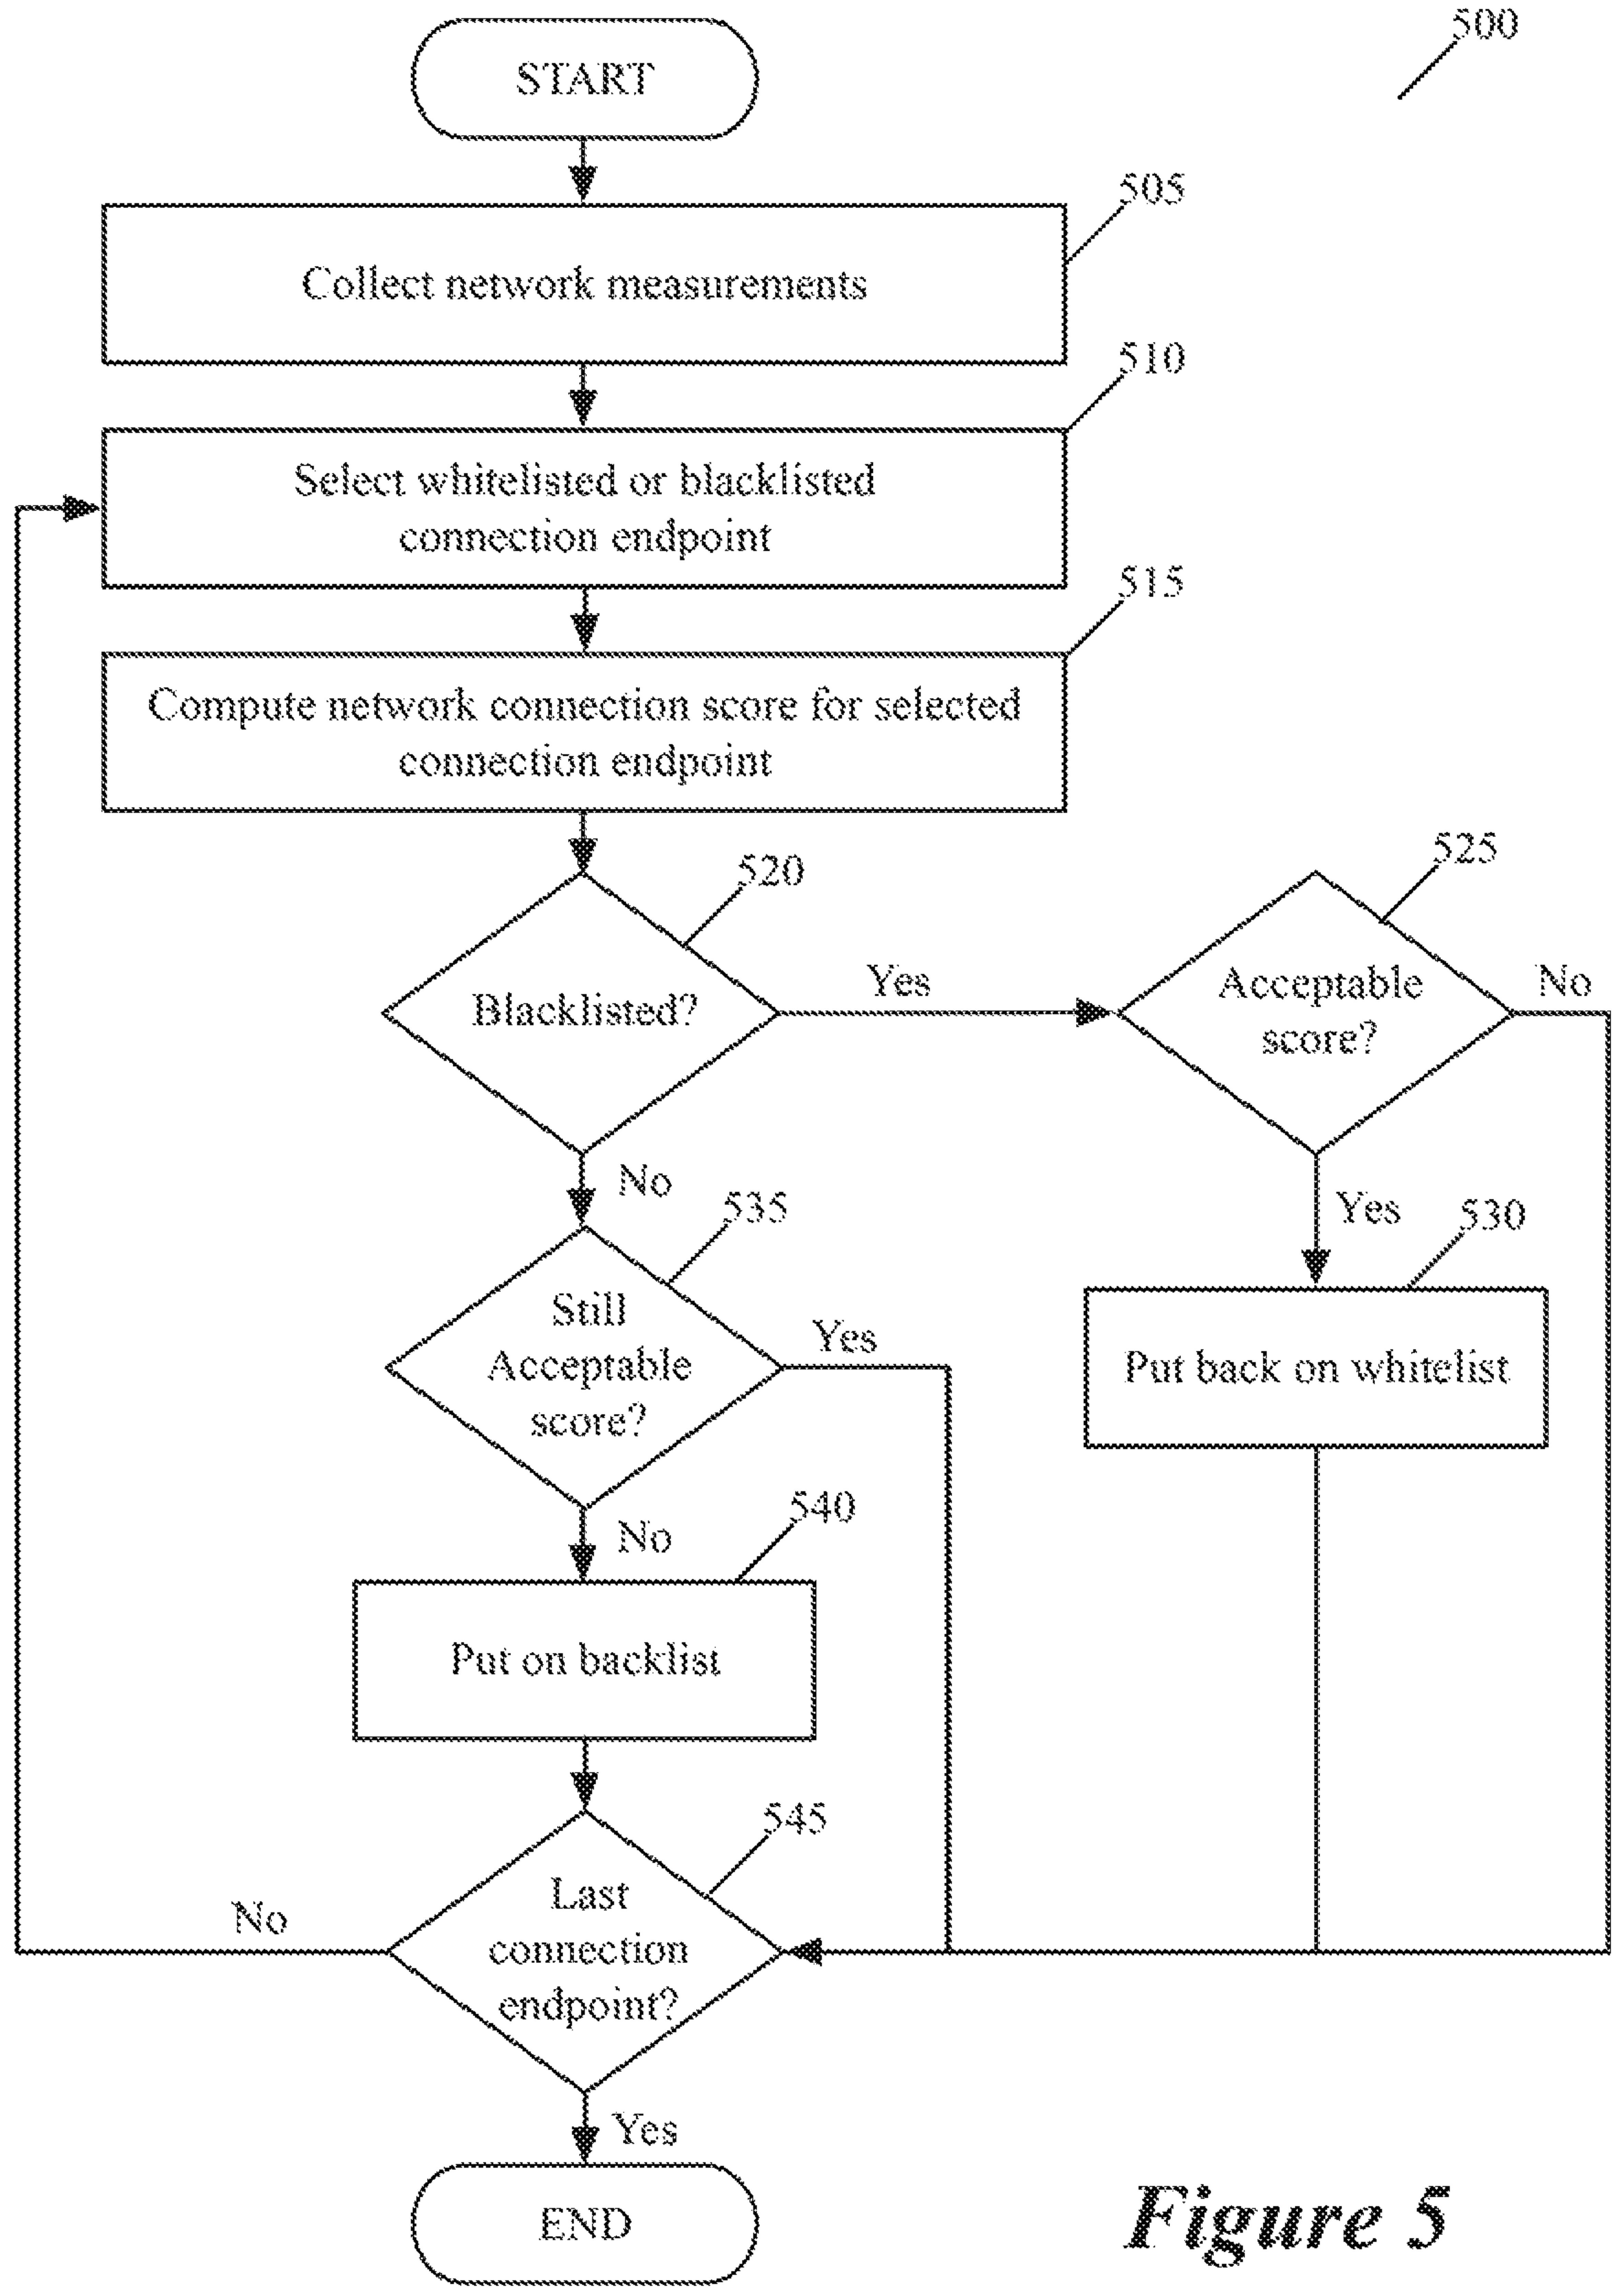 500
START
505
Collect network measurements
510
Select whitelisted or blacklisted
connection endpoint
515
Compute network connection score for selected
connection endpoint
520
525
Blacklisted?
Yes
Acceptable
score?
No
No
Yes
530
Put back on whitelist
535
Still
Acceptable
score?
Yes
No
540
Put on backlist
545
Last
connection
endpoint?
No
Yes
END
Figure 5